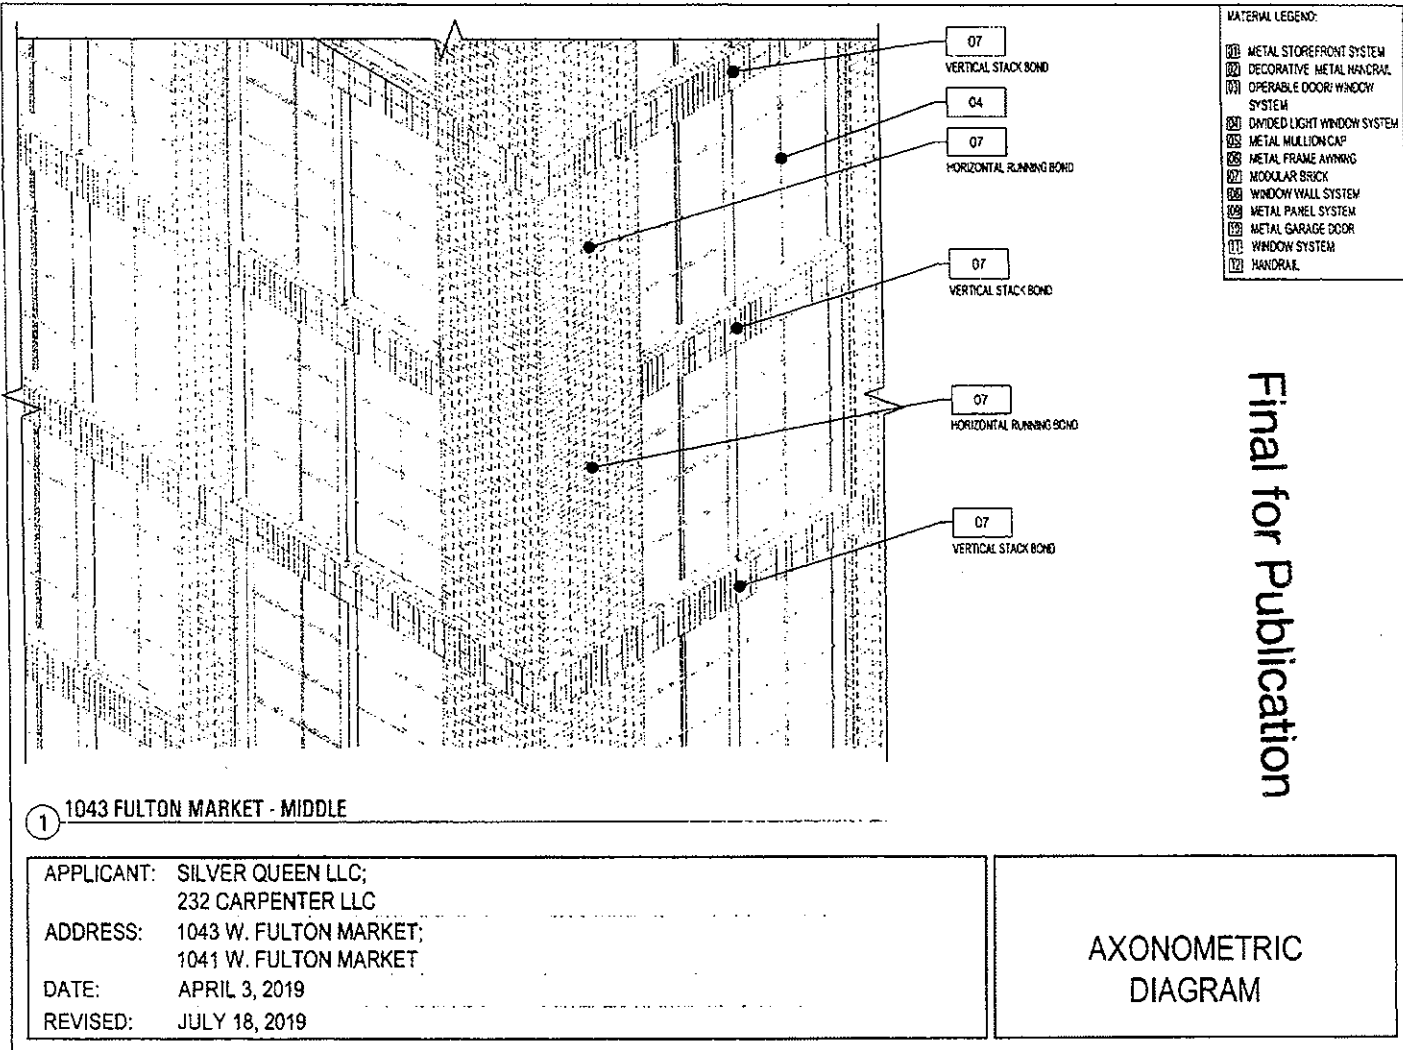 07
VERTICAL STACK BOND
04
07
HORIZONTAL RUNNING BOND
07
VERTICAL STACK BOND
07
HORIZONTAL RUNNING BOND
07
VERTICAL STACK BOND
MATERIAL LEGEND:
01 METAL STOREFRONT SYSTEM
02 DECORATIVE METAL HANDRAIL
03 OPERABLE DOOR/ WINDOW
SYSTEM
04 DIVIDED LIGHT WINDOW SYSTEM
05 METAL MULLION CAP
06 METAL FRAME AWNING
07 MODULAR BRICK
08 WINDOW WALL SYSTEM
09 METAL PANEL SYSTEM
10 METAL GARAGE DOOR
11 WINDOW SYSTEM
12 HANDRAIL
Final for Publication
1 1043 FULTON MARKET - MIDDLE
APPLICANT: SILVER QUEEN LLC;
232 CARPENTER LLC
ADDRESS: 1043 W. FULTON MARKET;
1041 W. FULTON MARKET
DATE: APRIL 3, 2019
REVISED: JULY 18, 2019
AXONOMETRIC
DIAGRAM